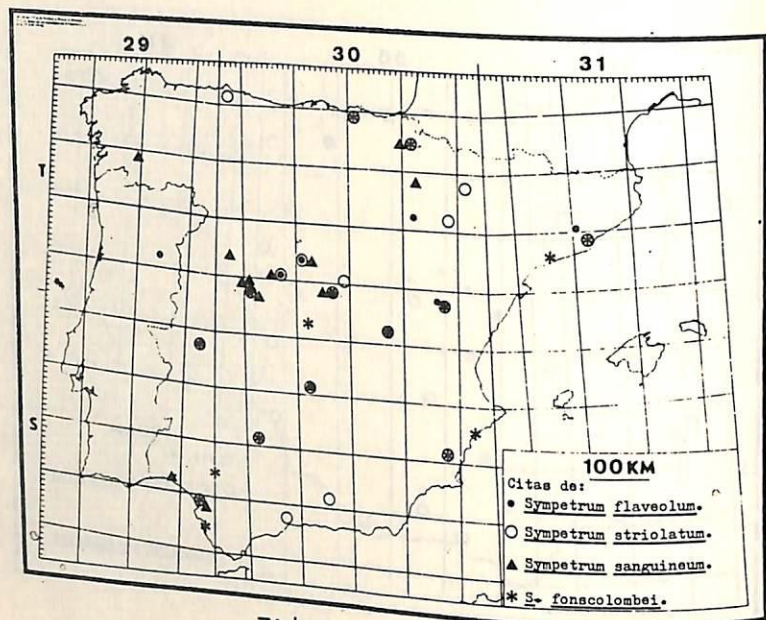 29 30 31
T
S
100KM
Citas de:
• Sympetrum flaveolum.
○ Sympetrum striolatum.
▲ Sympetrum sanguineum.
* S. fonscolombei.